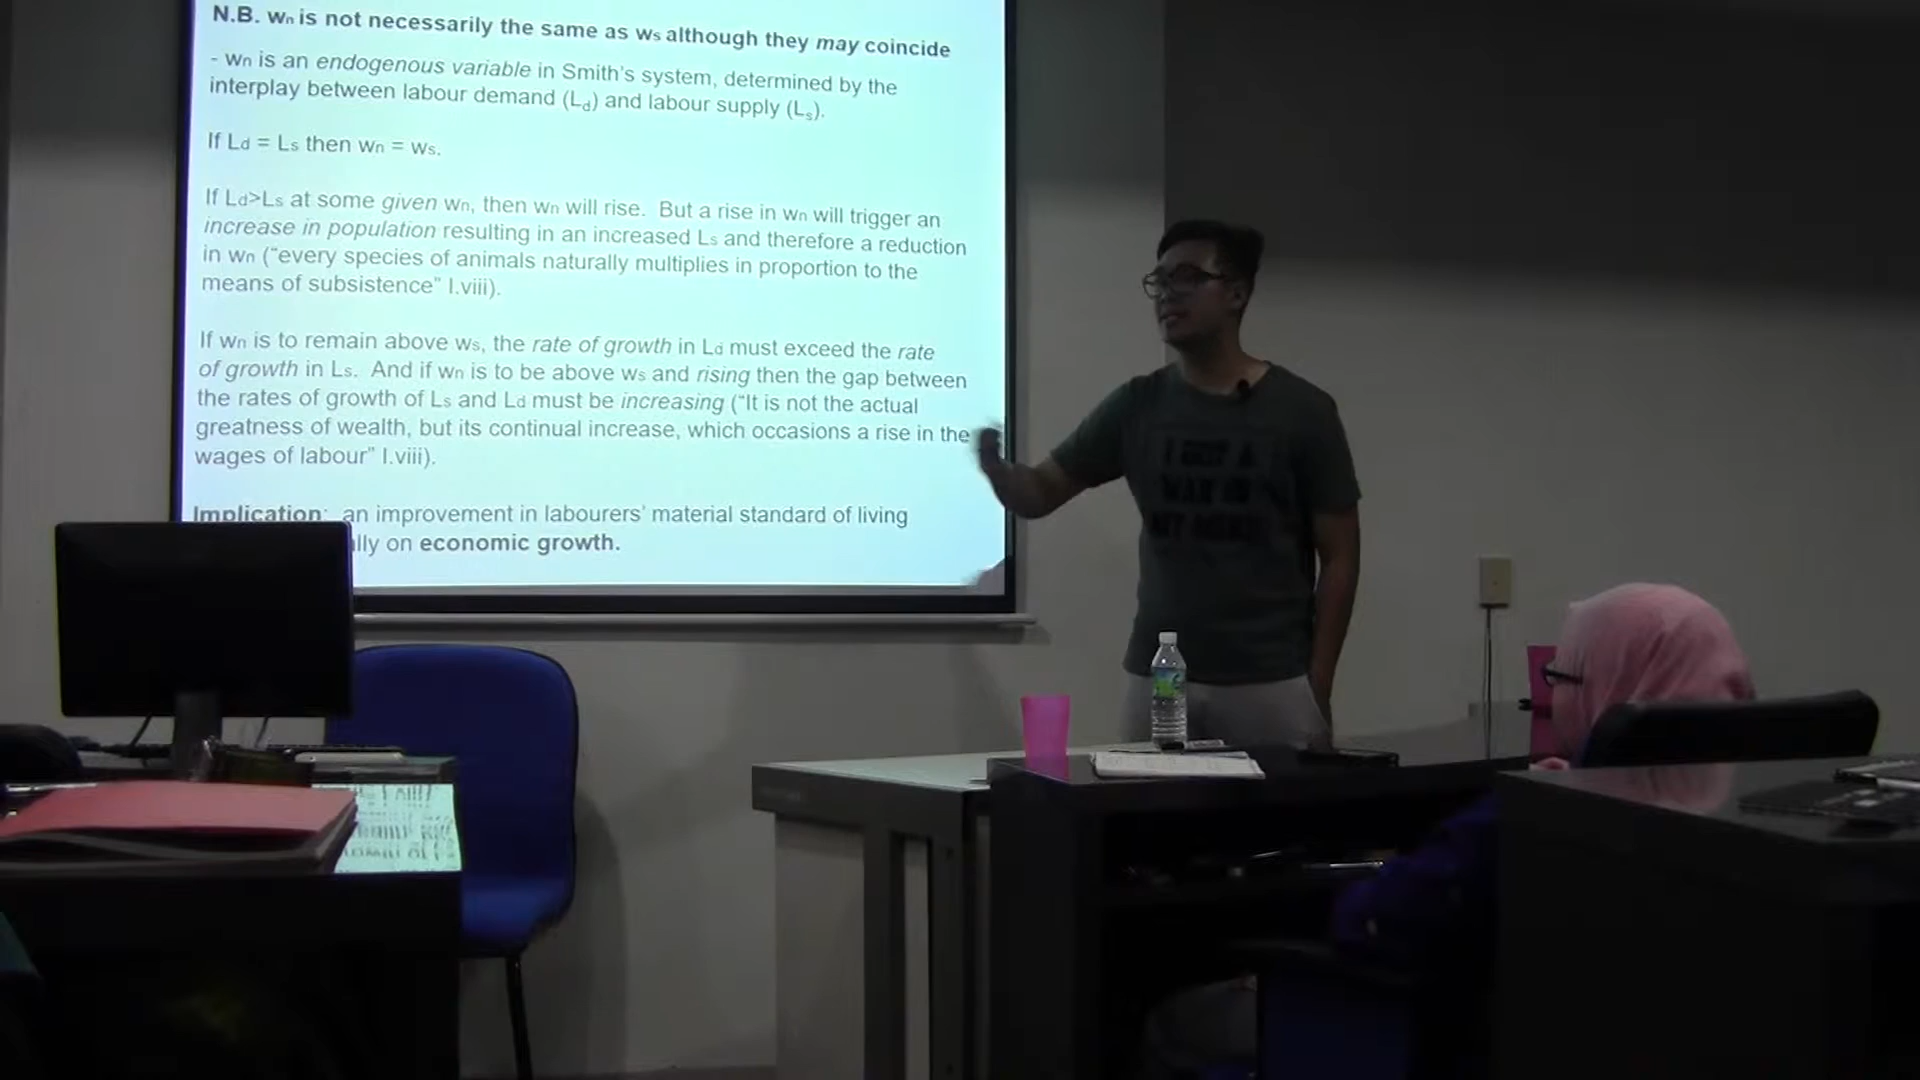 N.B. wn is not necessarily the same as ws although they may coincide
- wn is an endogenous variable in Smith's system, determined by the
interplay between labour demand (Ld) and labour supply (Ls).
If Ld = Ls then wn = ws.
If Ld>Ls at some given wn, then wn will rise. But a rise in wn will trigger an
increase in population resulting in an increased Ls and therefore a reduction
in wn ("every species of animals naturally multiplies in proportion to the
means of subsistence" I.viii).
If wn is to remain above ws, the rate of growth in Ld must exceed the rate
of growth in Ls. And if wn is to be above ws and rising then the gap between
the rates of growth of Ls and Ld must be increasing ("It is not the actual
greatness of wealth, but its continual increase, which occasions a rise in the
wages of labour" I.viii).
Implication: an improvement in labourers' material standard of living
lly on economic growth.
I GOT A